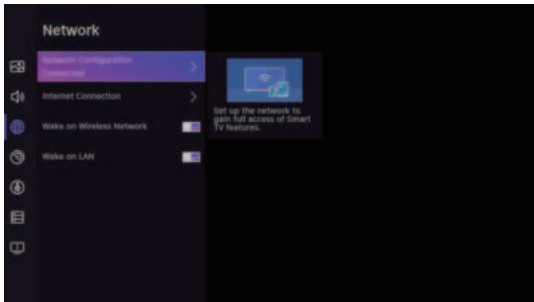 Network
Network Configuration
Connected
Internet Connection
Wake on Wireless Network
Wake on LAN
Set up the network to
gain full access of Smart
TV features.